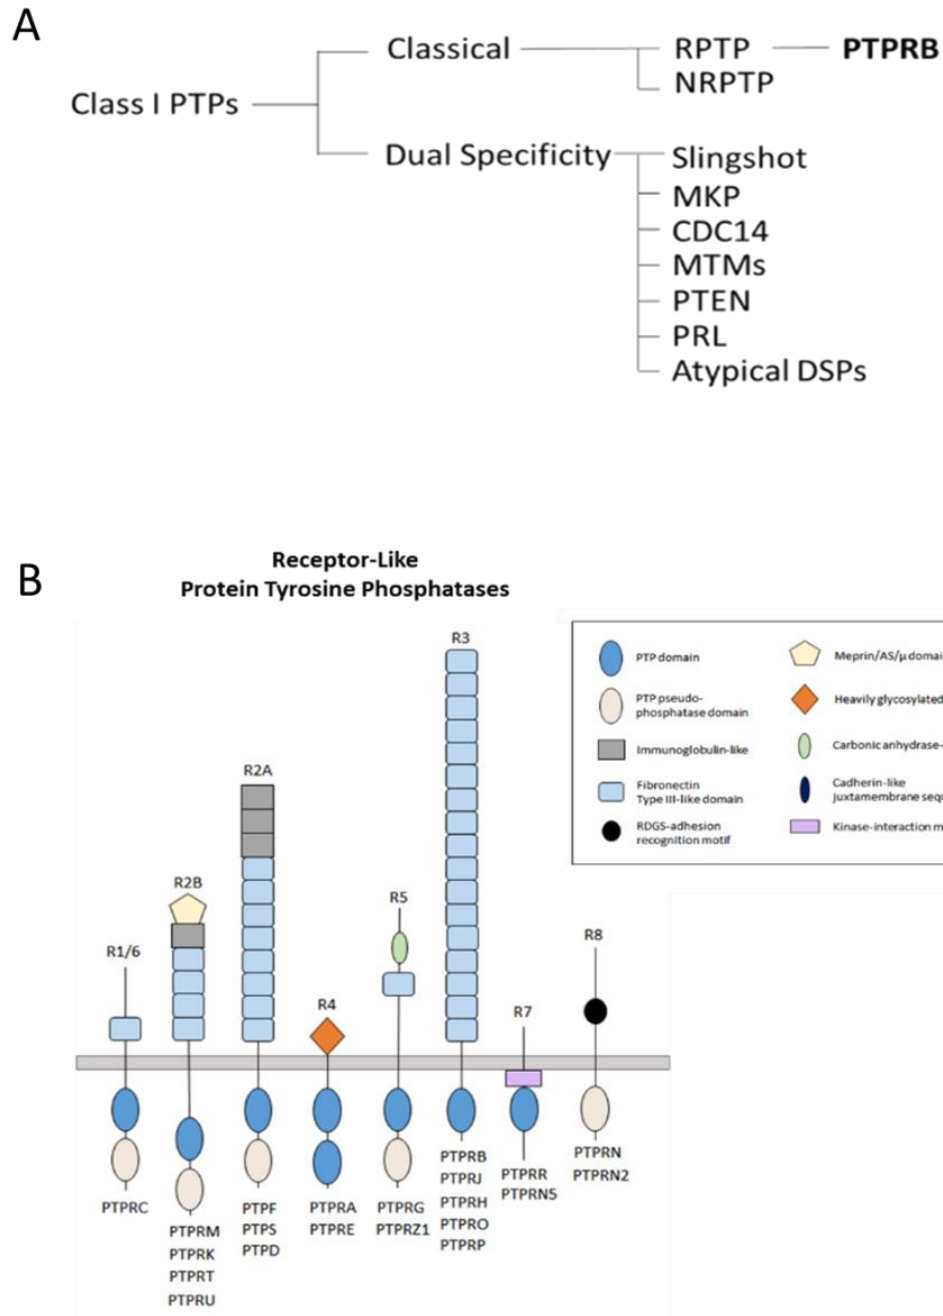 A
Class I PTPs
Classical
RPTP
PTPRB
NRPTP
Dual Specificity
Slingshot
MKP
CDC14
MTMs
PTEN
PRL
Atypical DSPs
B
Receptor-Like
Protein Tyrosine Phosphatases
R1/6
R2B
R2A
R4
R5
R3
R7
R8
PTP domain
PTP pseudo-
phosphatase domain
Immunoglobulin-like
Fibronectin
Type III-like domain
RDGS-adhesion
recognition motif
Meprin/AS/μ domai
Heavily glycosylated
Carbonic anhydrase-
Cadherin-like
Juxtamembrane sequ
Kinase-interaction m
PTPRC
PTPRM
PTPRK
PTPRT
PTPRU
PTPF
PTPS
PTPD
PTPRA
PTPRE
PTPRG
PTPRZ1
PTPRB
PTPRJ
PTPRH
PTPRO
PTPRP
PTPRR
PTPRN5
PTPRN
PTPRN2